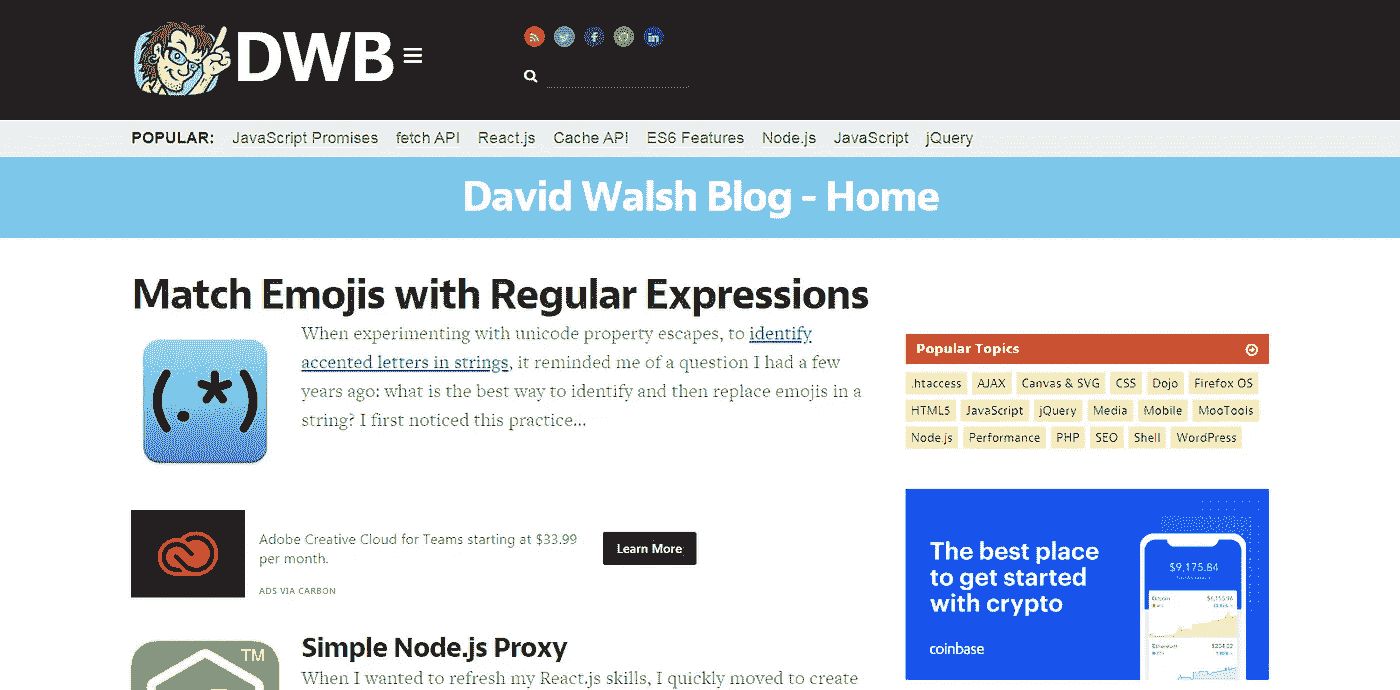 DWB
POPULAR: JavaScript Promises fetch API React.js Cache API ES6 Features Node.js JavaScript jQuery
David Walsh Blog - Home
Match Emojis with Regular Expressions
When experimenting with unicode property escapes, to identify
accented letters in strings, it reminded me of a question I had a few
years ago: what is the best way to identify and then replace emojis in a
string? I first noticed this practice...
(.*)
Adobe Creative Cloud for Teams starting at $33.99
per month.
ADS VIA CARBON
Learn More
Simple Node.js Proxy
When I wanted to refresh my React.js skills, I quickly moved to create
TM
Popular Topics
.htaccess AJAX Canvas & SVG CSS Dojo Firefox OS
HTML5 JavaScript jQuery Media Mobile MooTools
Node.js Performance PHP SEO Shell WordPress
The best place
to get started
with crypto
coinbase
$9,175.84